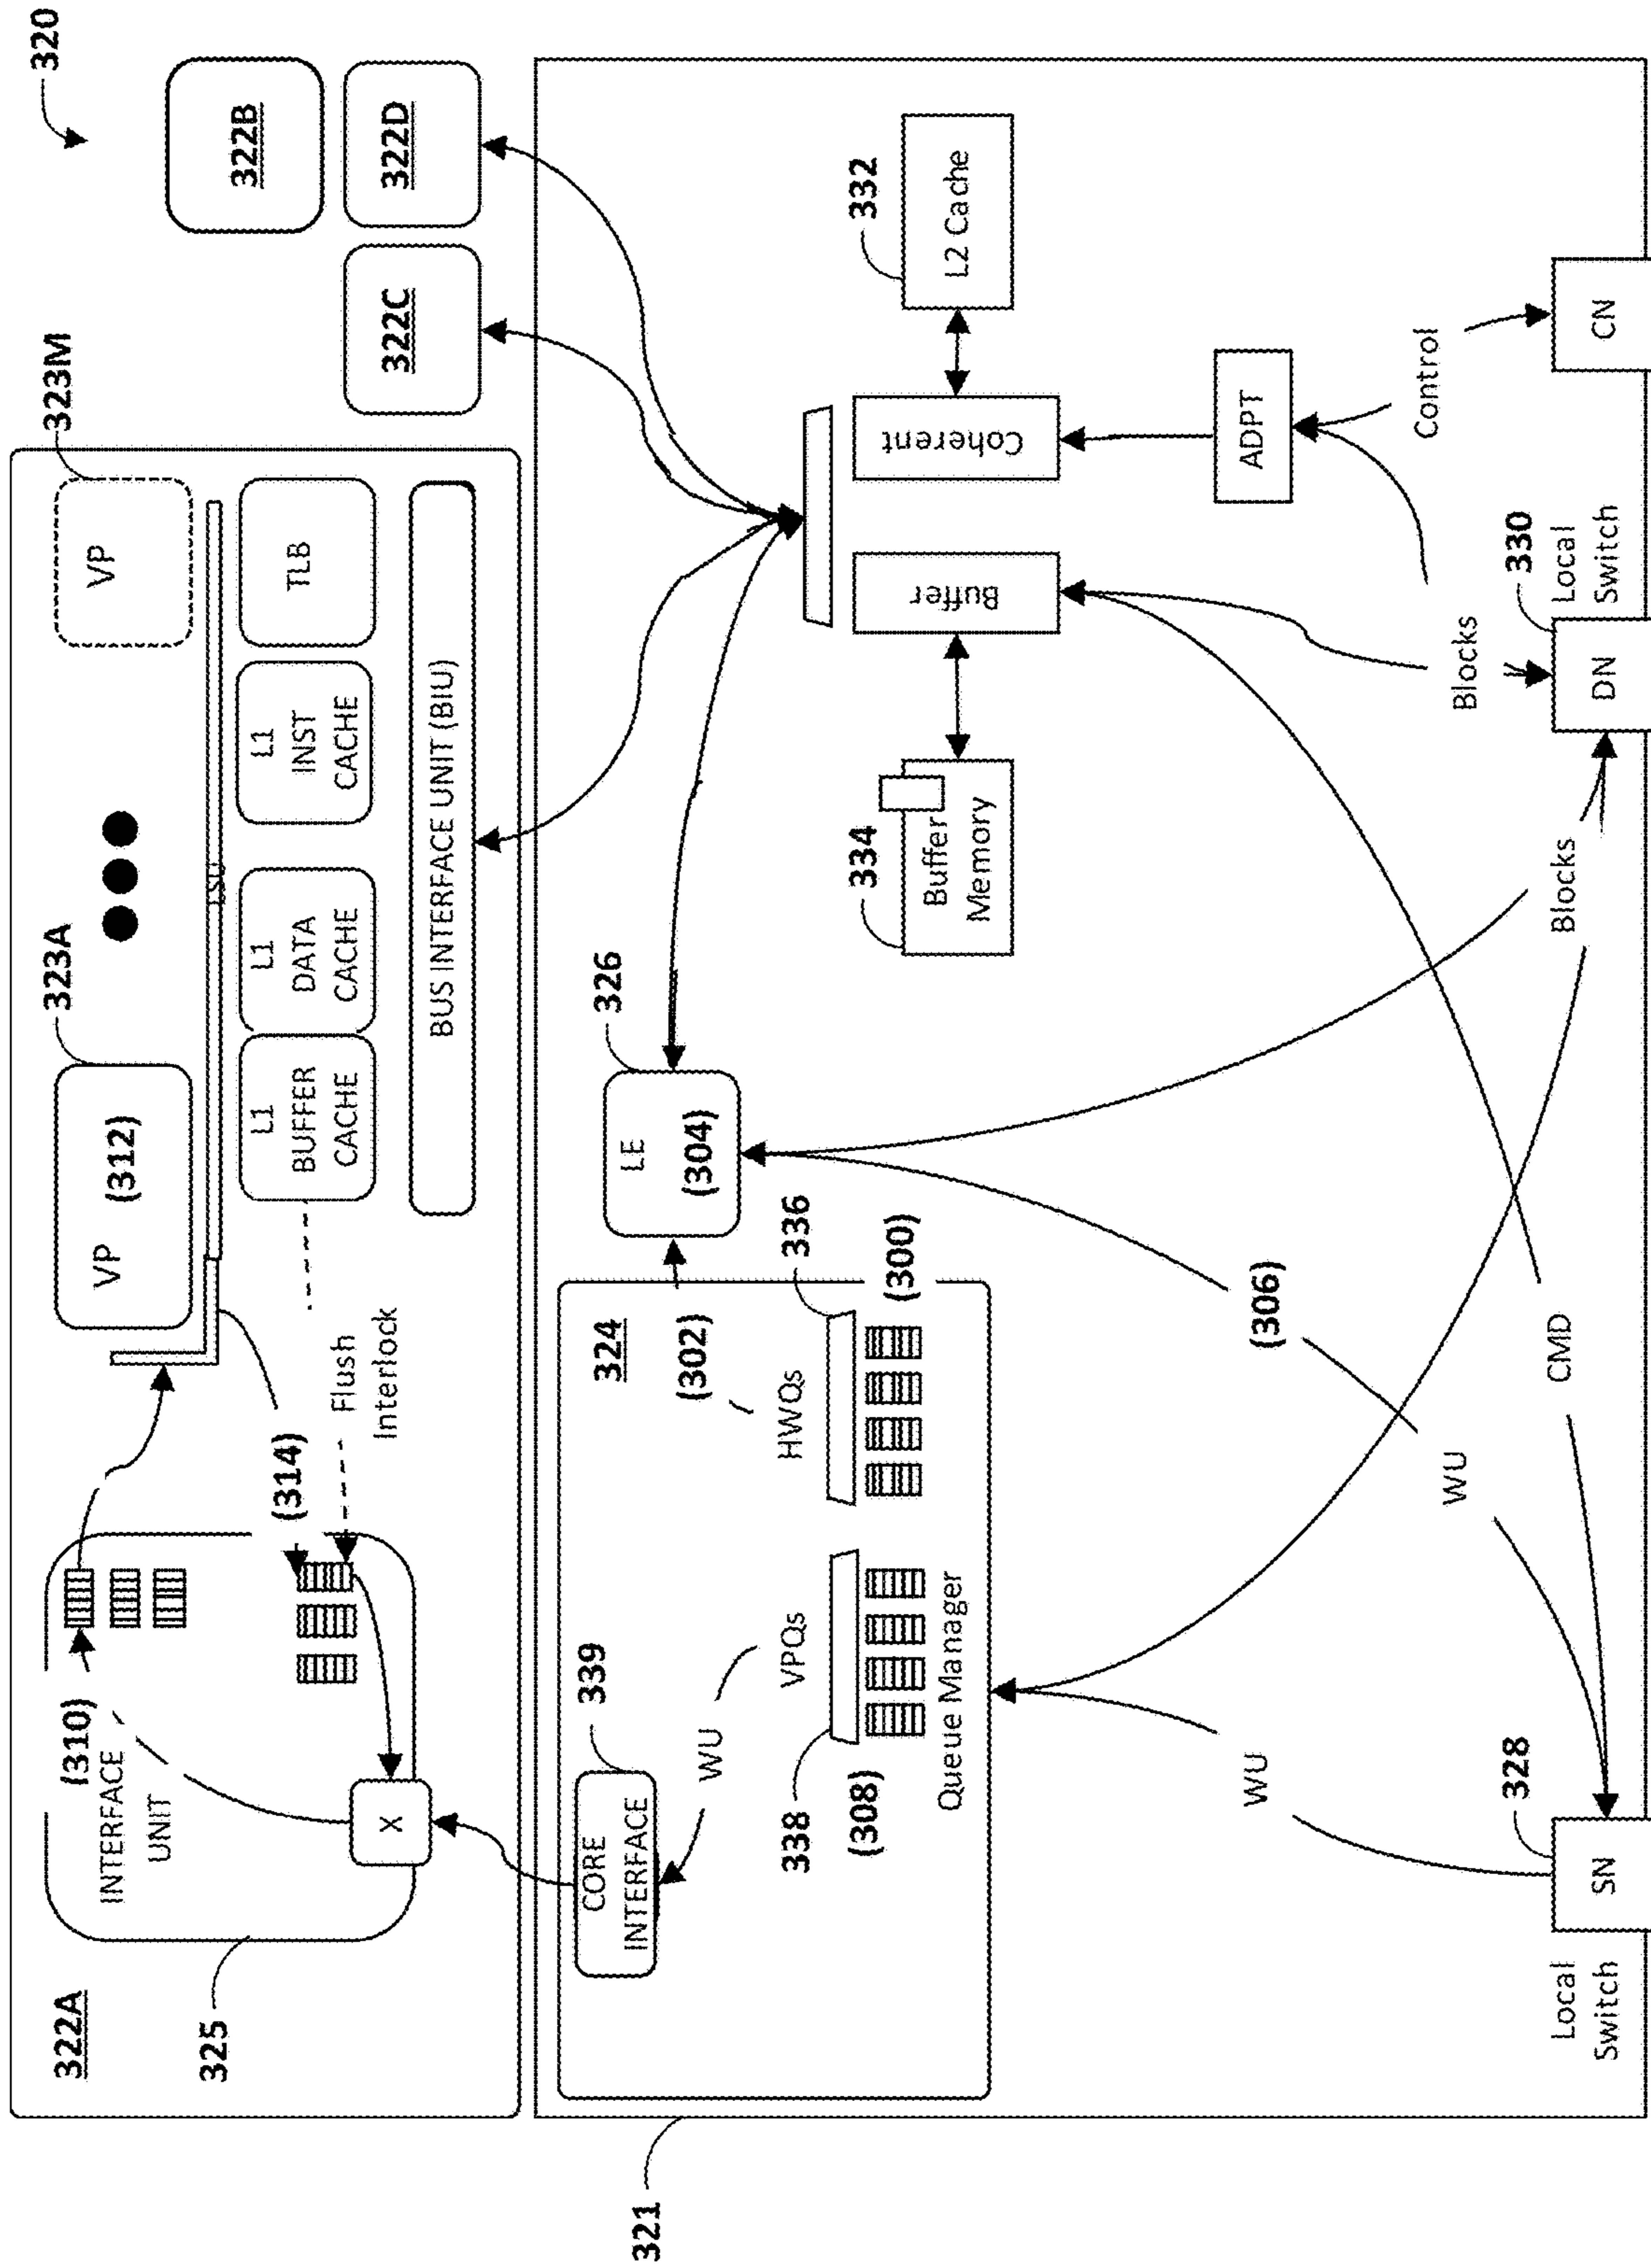 320
322A
325
INTERFACE
UNIT
(310)
X
(314)
Flush
Interlock
323A
VP
(312)
323M
VP
L1
BUFFER
CACHE
L1
DATA
CACHE
L1
INST
CACHE
TLB
BUS INTERFACE UNIT (BIU)
322B
322C
322D
321
CORE
INTERFACE
339
WU
324
(302)
VPQs
HWQs
338
336
(308)
(300)
Queue Manager
326
LE
(304)
334
Buffer
Memory
Buffer
Coherent
332
L2 Cache
ADPT
WU
WU
(306)
CMD
Blocks
Blocks
Control
Local
Switch
328
SN
330
Local
Switch
DN
CN